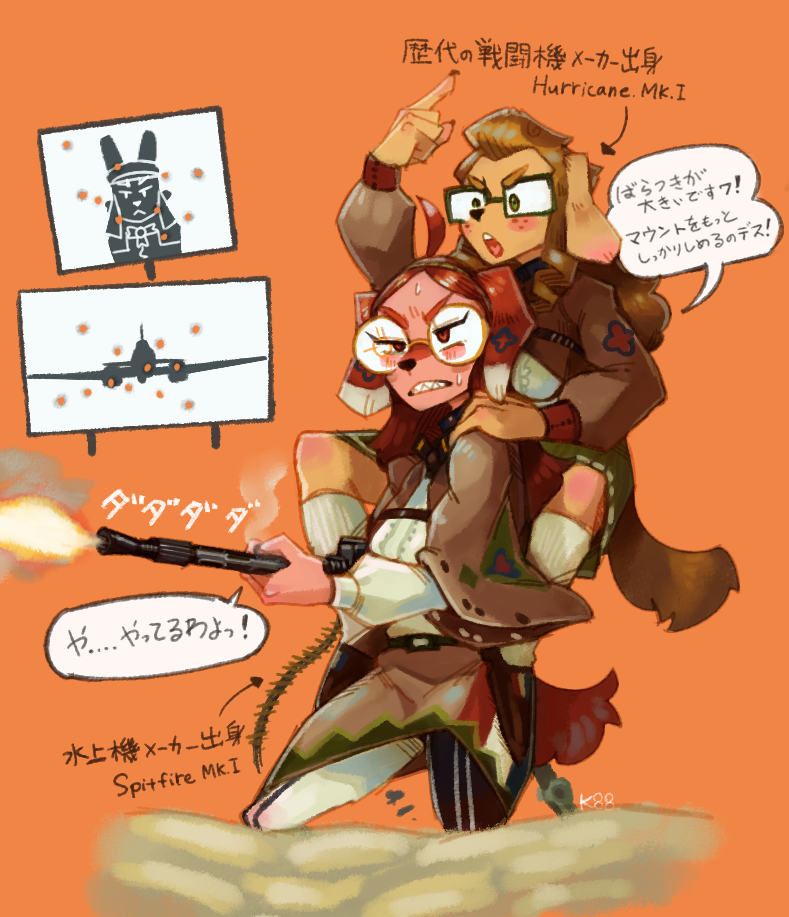 歴代の戦闘機メーカー出身
Hurricane. MK.I
ばらつきが
大きいですワ!
マウントをもっと
しっかりしめるのデス!
ダダダダ
や....やってるわよっ!
水上機メーカー出身
Spitfire MK.I
K88